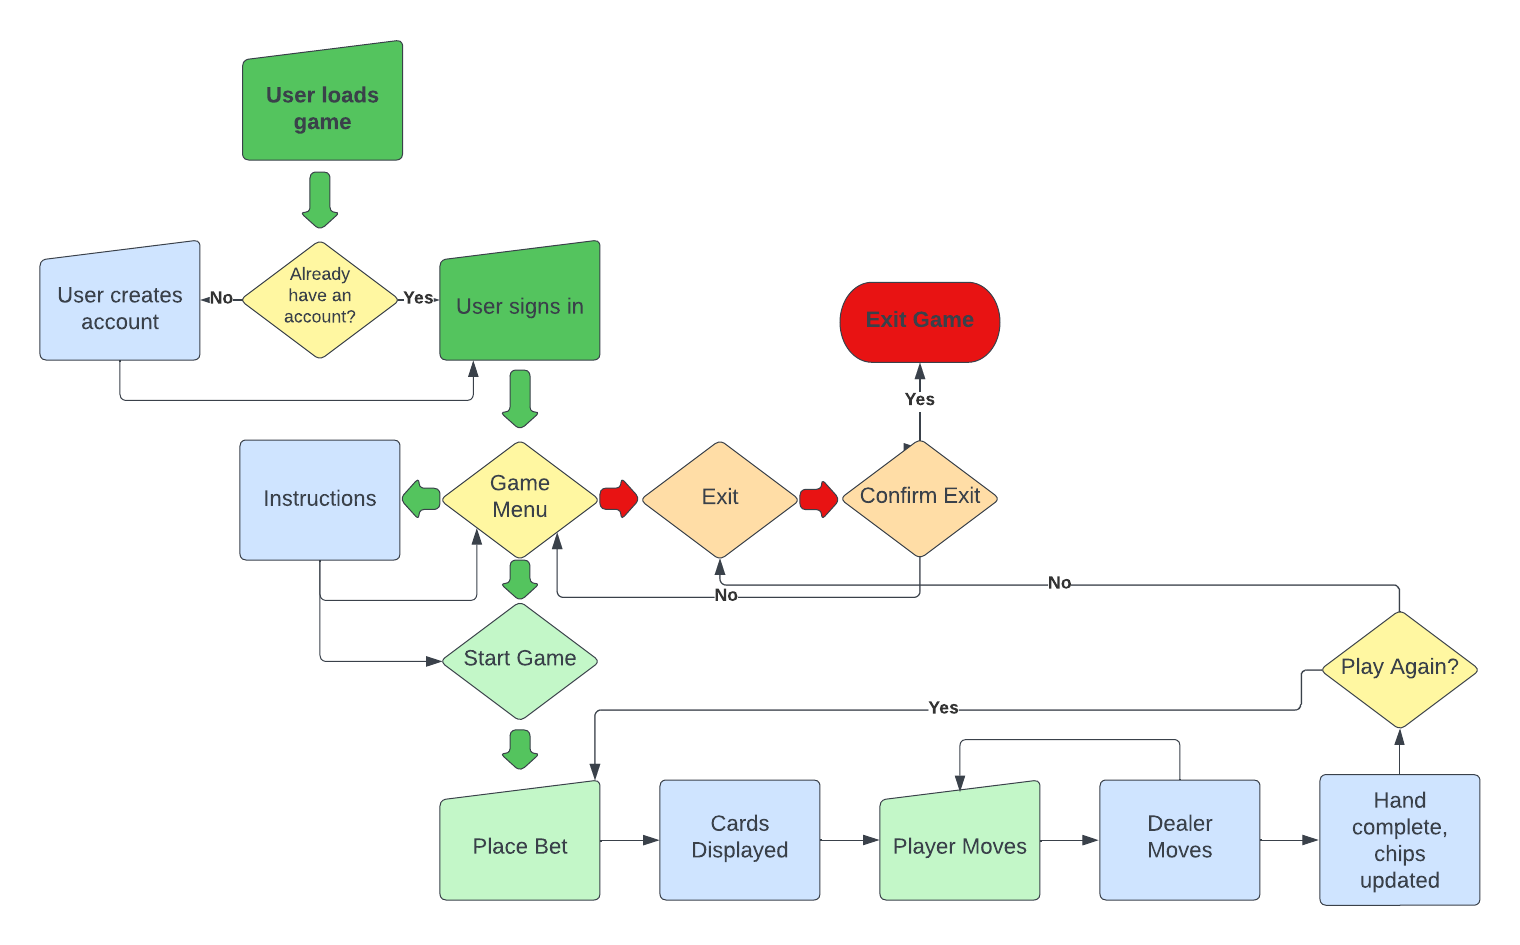 User loads
game
Already
have an
account?
No
Yes
User creates
account
User signs in
Exit Game
Yes
Instructions
Game
Menu
Exit
Confirm Exit
No
No
Start Game
Play Again?
Yes
Place Bet
Cards
Displayed
Player Moves
Dealer
Moves
Hand
complete,
chips
updated